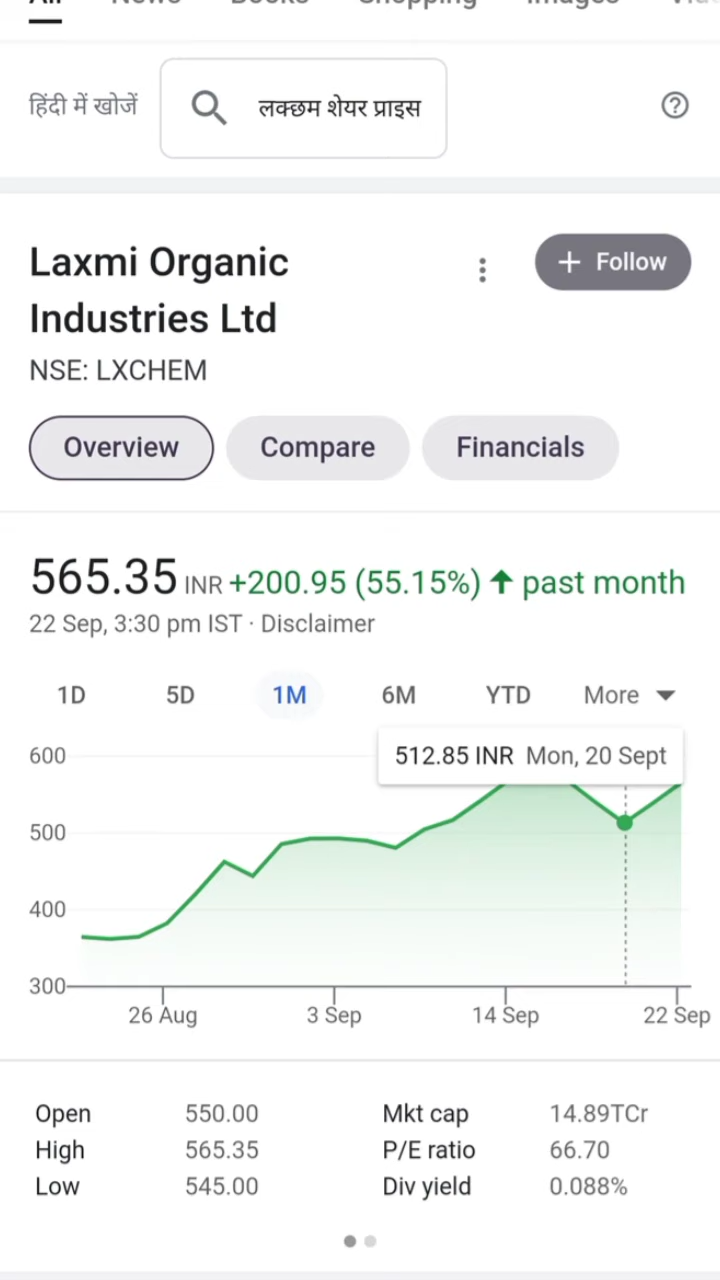 हिंदी में खोजें
लक्छम शेयर प्राइस
Laxmi Organic
Industries Ltd
+ Follow
NSE: LXCHEM
Overview Compare Financials
565.35 INR +200.95 (55.15%) ↑ past month
22 Sep, 3:30 pm IST · Disclaimer
1D 5D 1M 6M YTD More
512.85 INR Mon, 20 Sept
600
500
400
300
26 Aug 3 Sep 14 Sep 22 Sep
Open 550.00 Mkt cap 14.89TCr
High 565.35 P/E ratio 66.70
Low 545.00 Div yield 0.088%